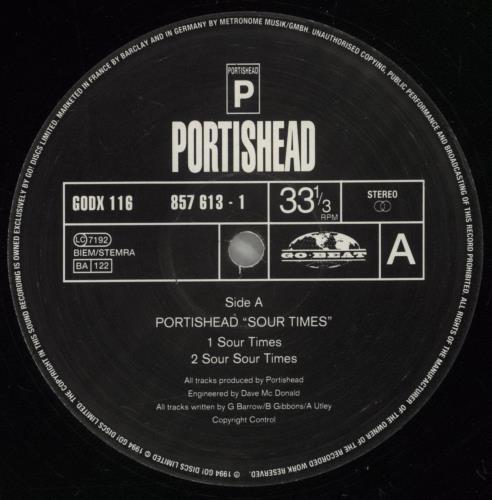 PORTISHEAD
P
PORTISHEAD
GODX 116 857 613 - 1 33 1/3 RPM STEREO
LC 7192
BIEM/STEMRA
BA 122
GO·BEAT
A
Side A
PORTISHEAD “SOUR TIMES”
1 Sour Times
2 Sour Sour Times
All tracks produced by Portishead
Engineered by Dave Mc Donald
All tracks written by G Barrow/B Gibbons/A Utley
Copyright Control
℗ 1994 GO! DISCS LIMITED © 1994 GO! DISCS LIMITED. THE COPYRIGHT IN THIS SOUND RECORDING IS OWNED EXCLUSIVELY BY GO! DISCS LIMITED. MARKETED IN FRANCE BY BARCLAY AND IN GERMANY BY METRONOME MUSIK/GMBH. UNAUTHORISED COPYING, PUBLIC PERFORMANCE AND BROADCASTING OF THIS RECORD PROHIBITED. ALL RIGHTS OF THE MANUFACTURER OF THE OWNER OF THE RECORDED WORK RESERVED.